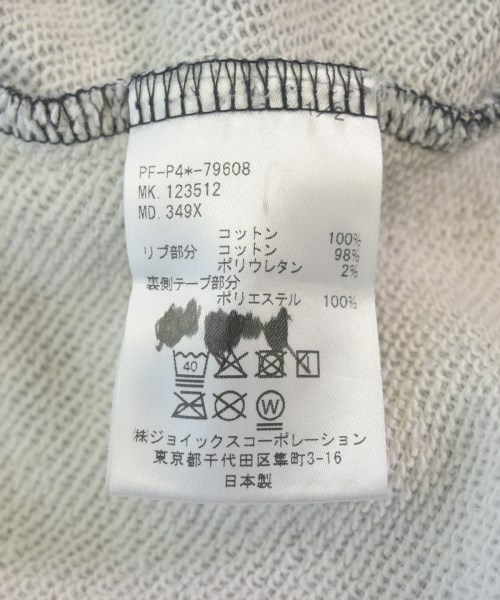 1/2
PF-P4*-79608
MK. 123512
MD. 349X
コットン 100%
リブ部分 コットン 98%
ポリウレタン 2%
裏側テープ部分
ポリエステル 100%
40
W
(株)ジョイックスコーポレーション
東京都千代田区隼町3-16
日本製